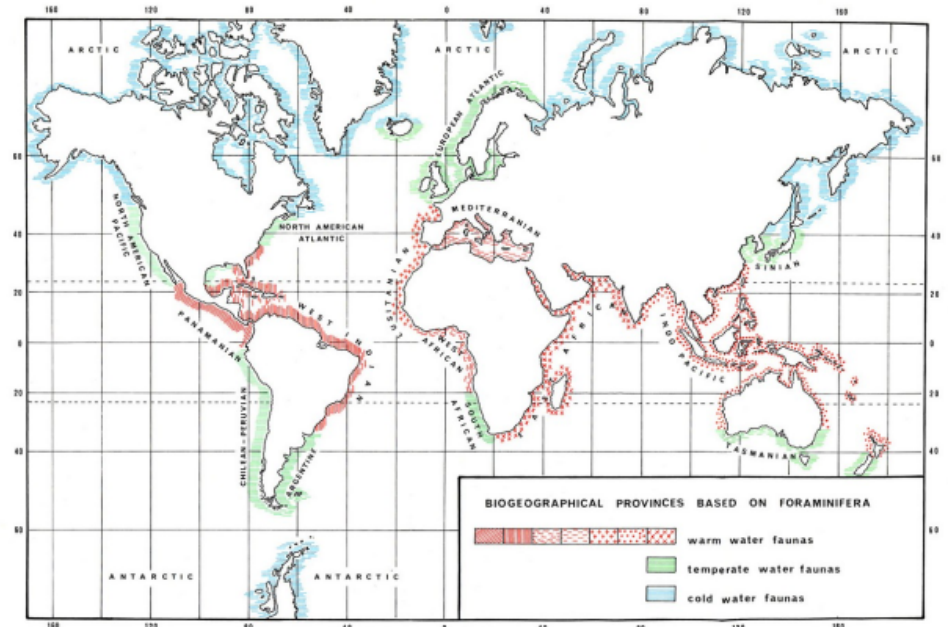 120
80
40
0
40
80
120
160
ARCTIC
ARCTIC
ARCTIC
EUROPEAN ATLANTIC
60
60
MEDITERRANIAN
NORTH AMERICAN
PACIFIC
NORTH AMERICAN
ATLANTIC
40
40
SINIAN
LUSITANIAN
20
20
WEST INDIAN
PANAMANIAN
WEST
AFRICAN
EAST AFRICAN
INDO PACIFIC
0
0
20
20
CHILEAN-PERUVIAN
SOUTH
AFRICAN
40
40
ARGENTINE
TASMANIAN
BIOGEOGRAPHICAL PROVINCES BASED ON FORAMINIFERA
60
warm water faunas
temperate water faunas
cold water faunas
ANTARCTIC
ANTARCTIC